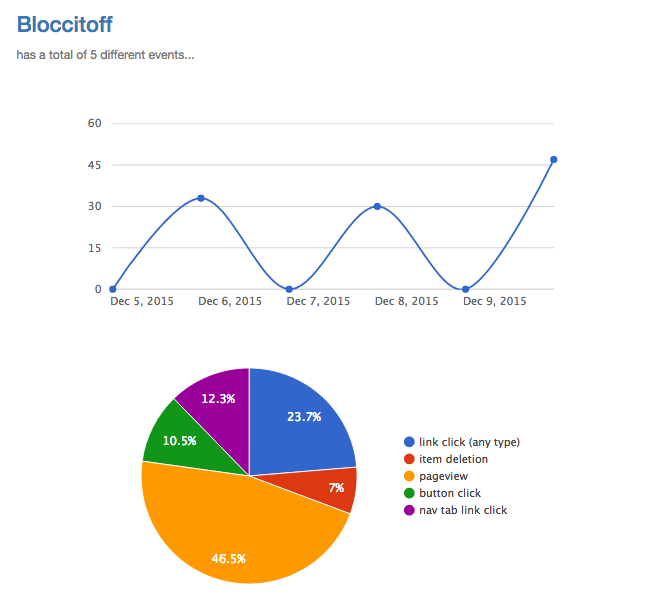 Bloccitoff
has a total of 5 different events...
60
45
30
15
0
Dec 5, 2015 Dec 6, 2015 Dec 7, 2015 Dec 8, 2015 Dec 9, 2015
12.3%
23.7%
10.5%
7%
46.5%
link click (any type)
item deletion
pageview
button click
nav tab link click